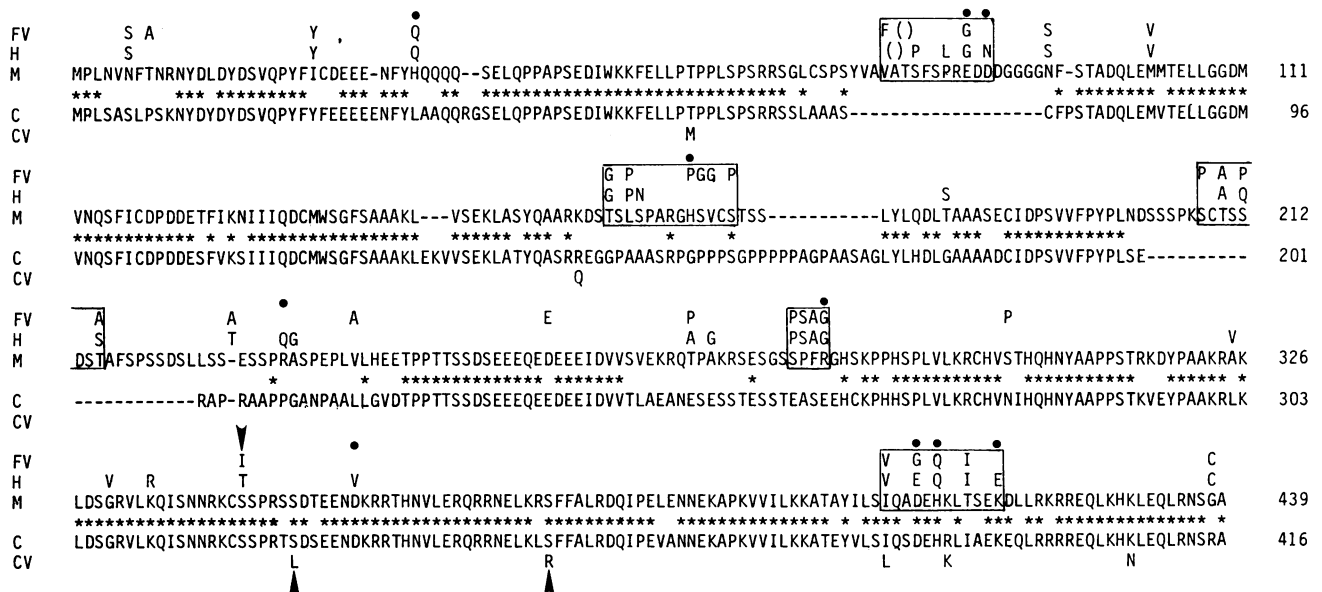 FV S A Y , Q F () G S V
H S Y Q () P L G N S V
M MPLNVNFTNRNYDLDYDSVQPYFICDEEE-NFYHQQQQ--SELQPPAPSEDIWKKFELLPTPPLSPSRRSGLCSPSYVAVATSFSPREDDDGGGGNF-STADQLEMMTELLGGDM 111
C MPLSASLPSKNYDYDYDSVQPYFYFEEEEENFYLAAQQRGSELQPPAPSEDIWKKFELLPTPPLSPSRRSSLAAAS-------------------CFPSTADQLEMVTELLGGDM 96
CV M
FV G P PGG P P A P
H G PN S A Q
M VNQSFICDPDDETFIKNIIIQDCMWSGFSAAAKL---VSEKLASYQAARKDSTSLSPARGHSVCSTSS-----------LYLQDLTAAASECIDPSVVFPYPLNDSSSPKSCTSS 212
C VNQSFICDPDDESFVKSIIIQDCMWSGFSAAAKLEKVVSEKLATYQASRREGGPAAASRPGPPPSGPPPPPAGPAASAGLYLHDLGAAAADCIDPSVVFPYPLSE---------- 201
CV Q
FV A A A E P PSAG P
H S T QG A G PSAG V
M DSTAFSPSSDSLLSS-ESSPRASPEPLVLHEETPPTTSSDSEEEQEDEEEIDVVSVEKRQTPAKRSESGSSPFRGHSKPPHSPLVLKRCHVSTHQHNYAAPPSTRKDYPAAKRAK 326
C ------------RAP-RAAPPGANPAALLGVDTPPTTSSDSEEEQEEDEEIDVVTLAEANESESSTESSTEASEEHCKPHHSPLVLKRCHVNIHQHNYAAPPSTKVEYPAAKRLK 303
CV
FV I V G Q I C
H V R T V V E Q I E C
M LDSGRVLKQISNNRKCSSPRSSDTEENDKRRTHNVLERQRRNELKRSFFALRDQIPELENNEKAPKVVILKKATAYILSIQADEHKLTSEKDLLRKRREQLKHKLEQLRNSGA 439
C LDSGRVLKQISNNRKCSSPRTSDSEENDKRRTHNVLERQRRNELKLSFFALRDQIPEVANNEKAPKVVILKKATEYVLSIQSDEHRLIAEKEQLRRRREQLKHKLEQLRNSRA 416
CV L R L K N